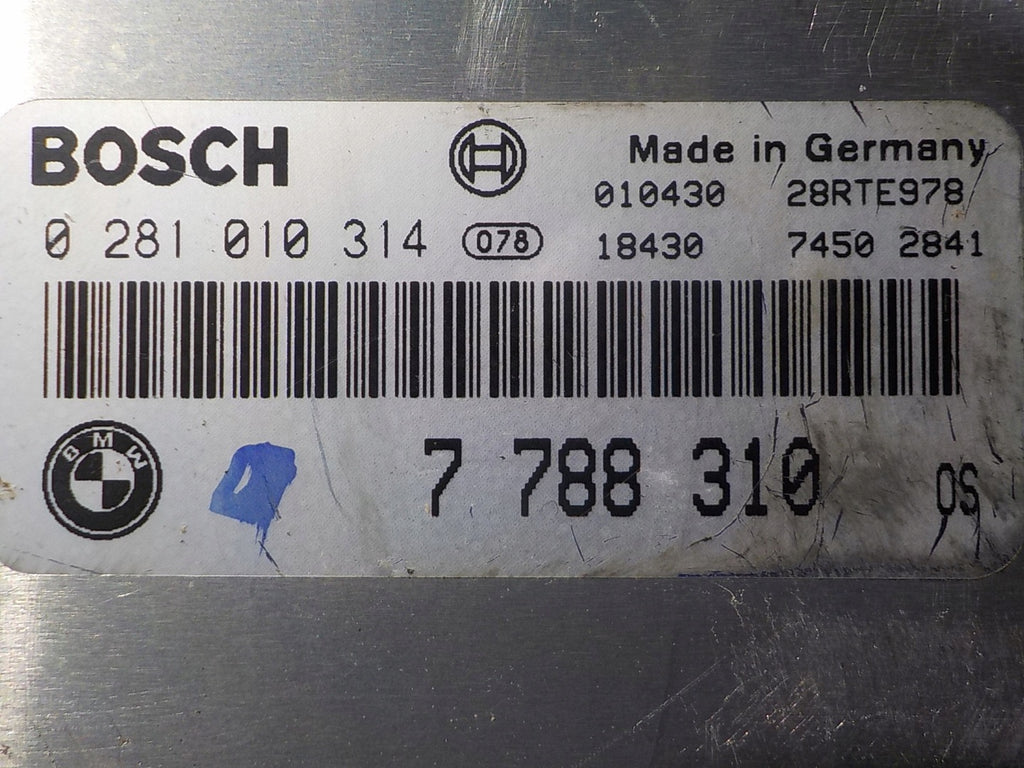 BOSCH
Made in Germany
010430 28RTE978
0 281 010 314 078 18430 7450 2841
BMW
7 788 310 OS